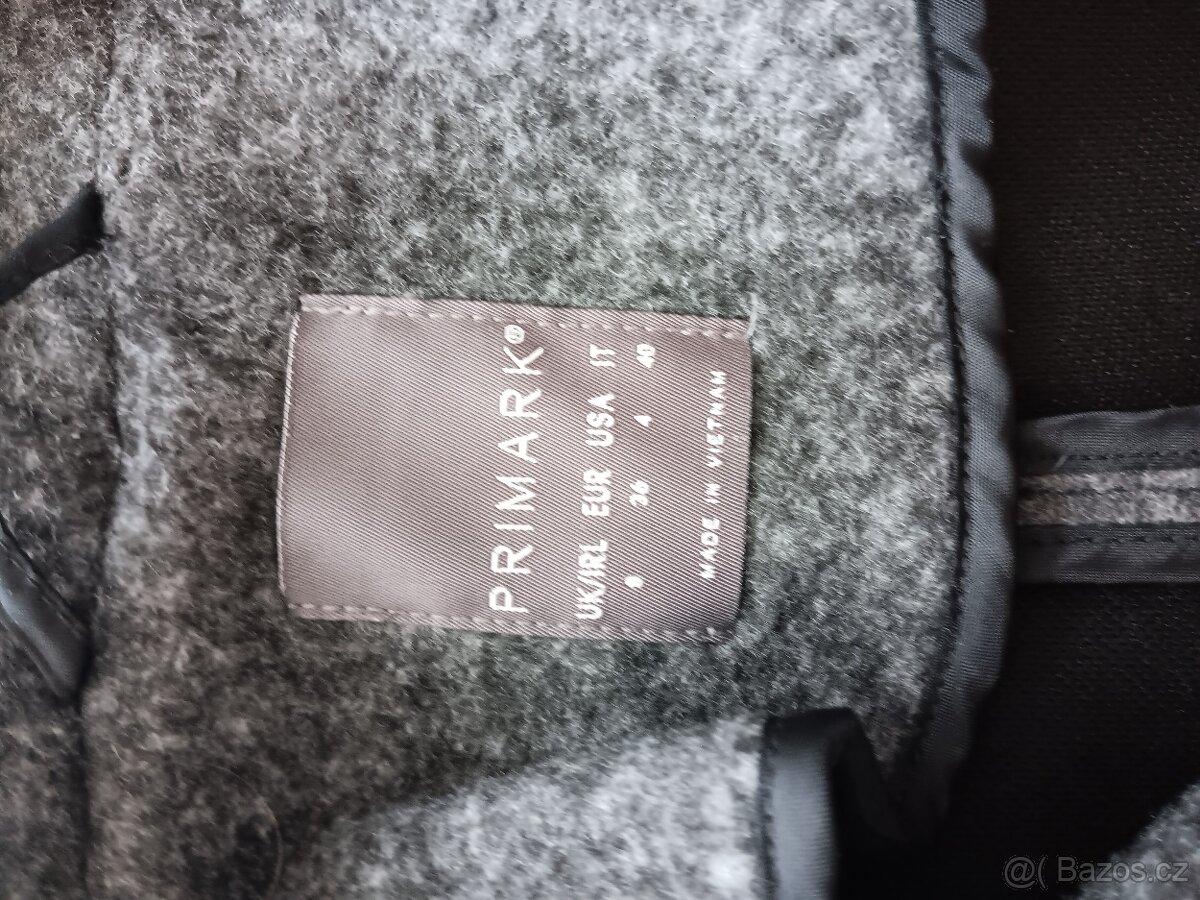 PRIMARK®
UK/IRL EUR USA IT
8 36 4 40
MADE IN VIETNAM
@( Bazos.cz